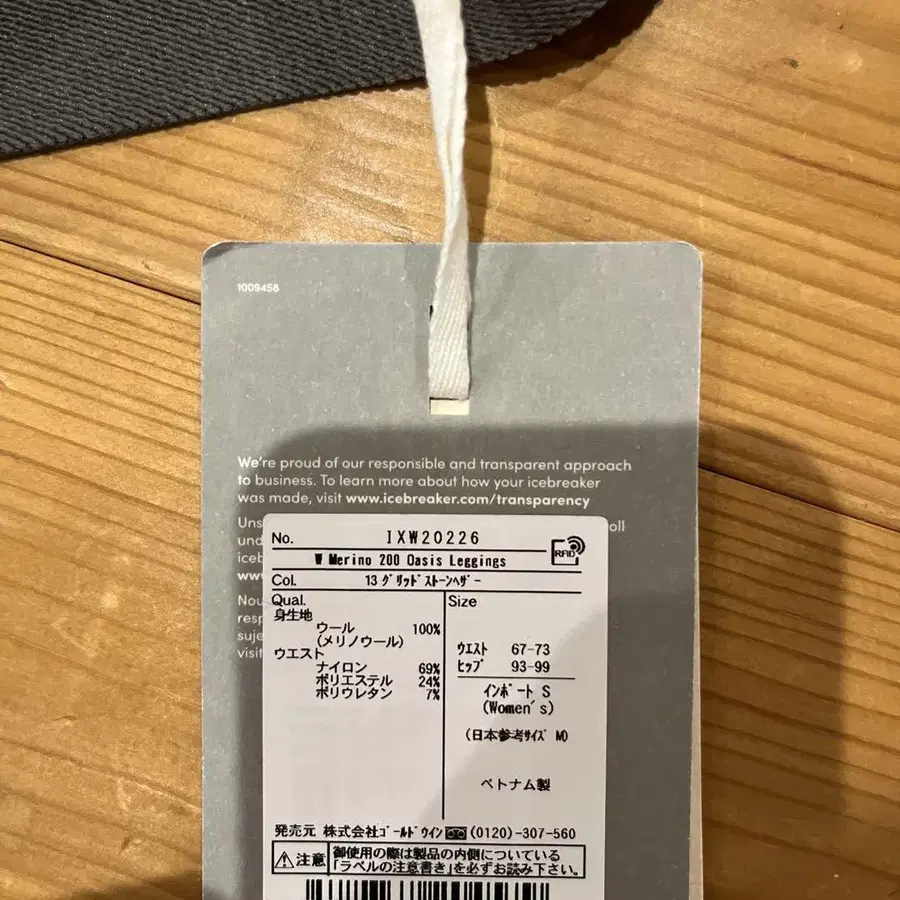 1009458
We're proud of our responsible and transparent approach
to business. To learn more about how your icebreaker
was made, visit www.icebreaker.com/transparency
No. IXW20226
W Merino 200 Oasis Leggings
RFID
Col. 13 グリッドストーンヘザー
Qual.
身生地
ウール 100%
(メリノウール)
ウエスト
ナイロン 69%
ポリエステル 24%
ポリウレタン 7%
Size
ウエスト 67-73
ヒップ 93-99
インポート S
(Women's)
(日本参考サイズ M)
ベトナム製
発売元 株式会社ゴールドウイン (0120)-307-560
注意
御使用の際は製品の内側についている
「ラベルの注意書き」を必ずお読み下さい。